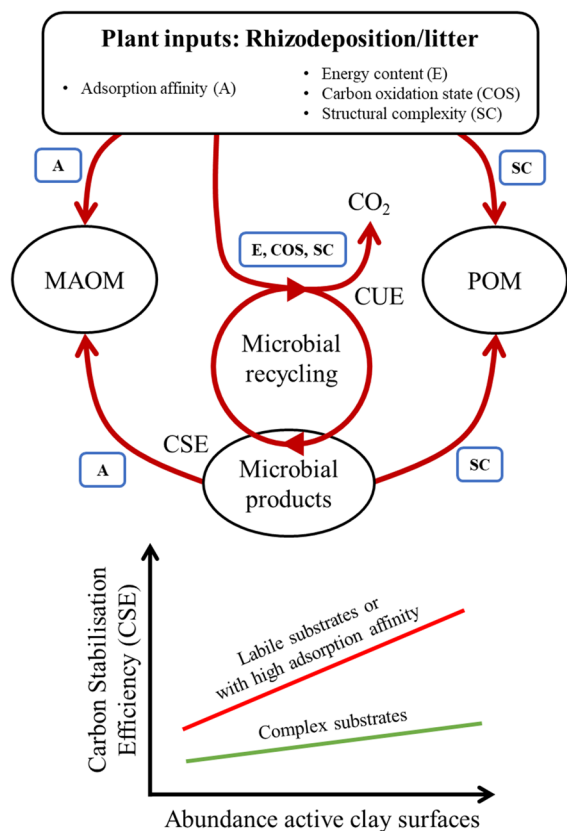 Plant inputs: Rhizodeposition/litter
• Adsorption affinity (A)
• Energy content (E)
• Carbon oxidation state (COS)
• Structural complexity (SC)
A
SC
CO2
E, COS, SC
MAOM
CUE
POM
Microbial
recycling
CSE
A
Microbial
products
SC
Carbon Stabilisation
Efficiency (CSE)
Labile substrates or
with high adsorption affinity
Complex substrates
Abundance active clay surfaces